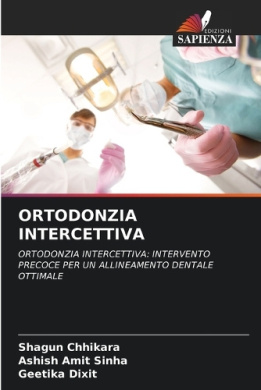 EDIZIONI
SAPIENZA
ORTODONZIA
INTERCETTIVA
ORTODONZIA INTERCETTIVA: INTERVENTO
PRECOCE PER UN ALLINEAMENTO DENTALE
OTTIMALE
Shagun Chhikara
Ashish Amit Sinha
Geetika Dixit